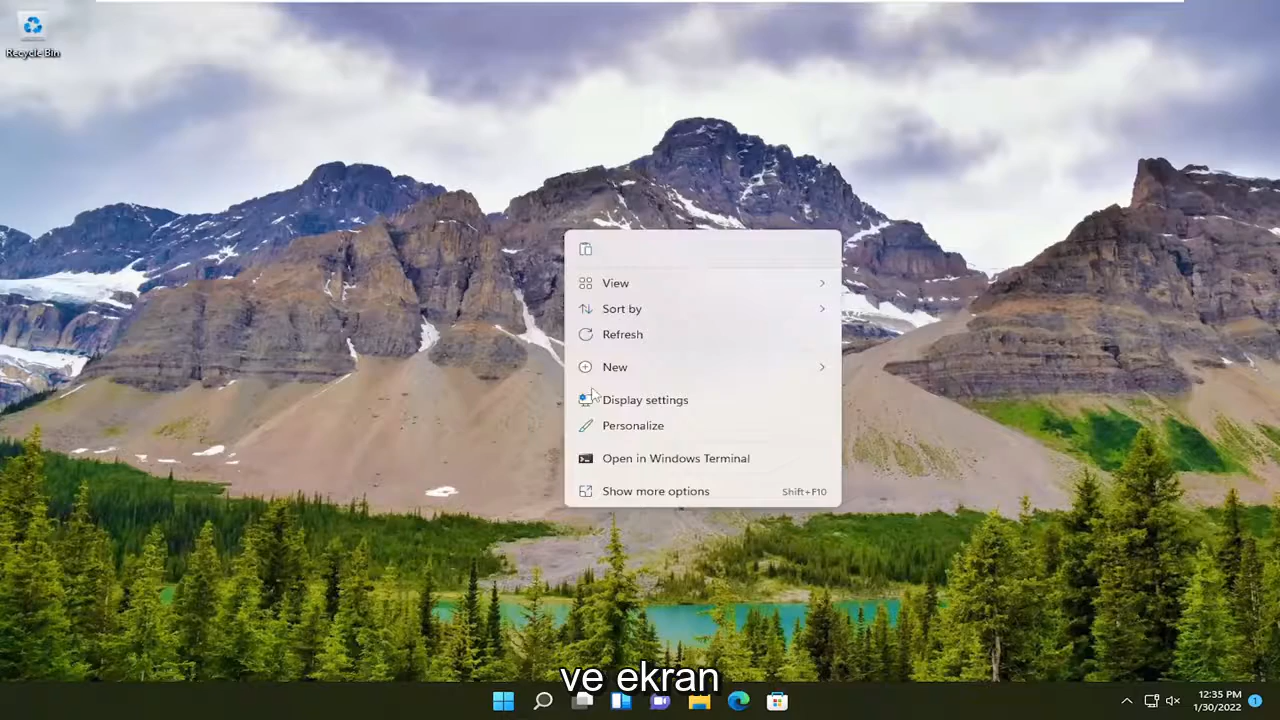 Recycle Bin
View
Sort by
Refresh
New
Display settings
Personalize
Open in Windows Terminal
Show more options Shift+F10
ve ekran
12:35 PM
1/30/2022
1